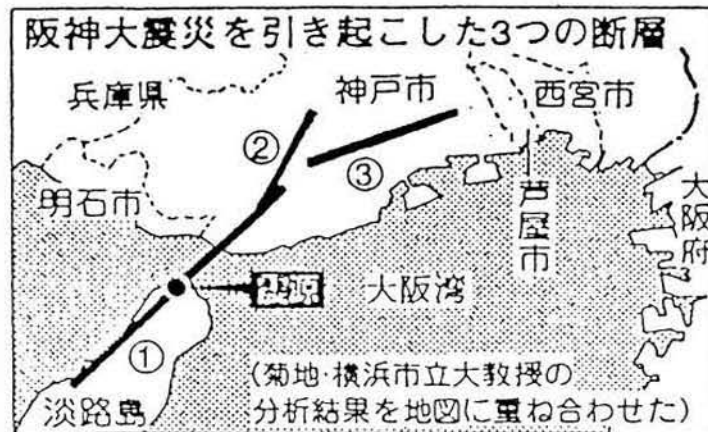 阪神大震災を引き起こした3つの断層
兵庫県
神戸市
西宮市
②
③
明石市
芦屋市
大阪府
震源
大阪湾
①
淡路島
(菊地・横浜市立大教授の
分析結果を地図に重ね合わせた)